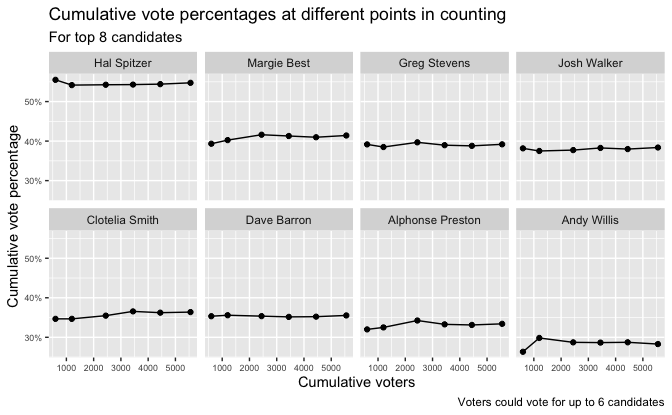 Cumulative vote percentages at different points in counting
For top 8 candidates
Hal Spitzer
Margie Best
Greg Stevens
Josh Walker
50%
40%
30%
Clotelia Smith
Dave Barron
Alphonse Preston
Andy Willis
50%
40%
30%
Cumulative vote percentage
1000 2000 3000 4000 5000
1000 2000 3000 4000 5000
1000 2000 3000 4000 5000
1000 2000 3000 4000 5000
Cumulative voters
Voters could vote for up to 6 candidates